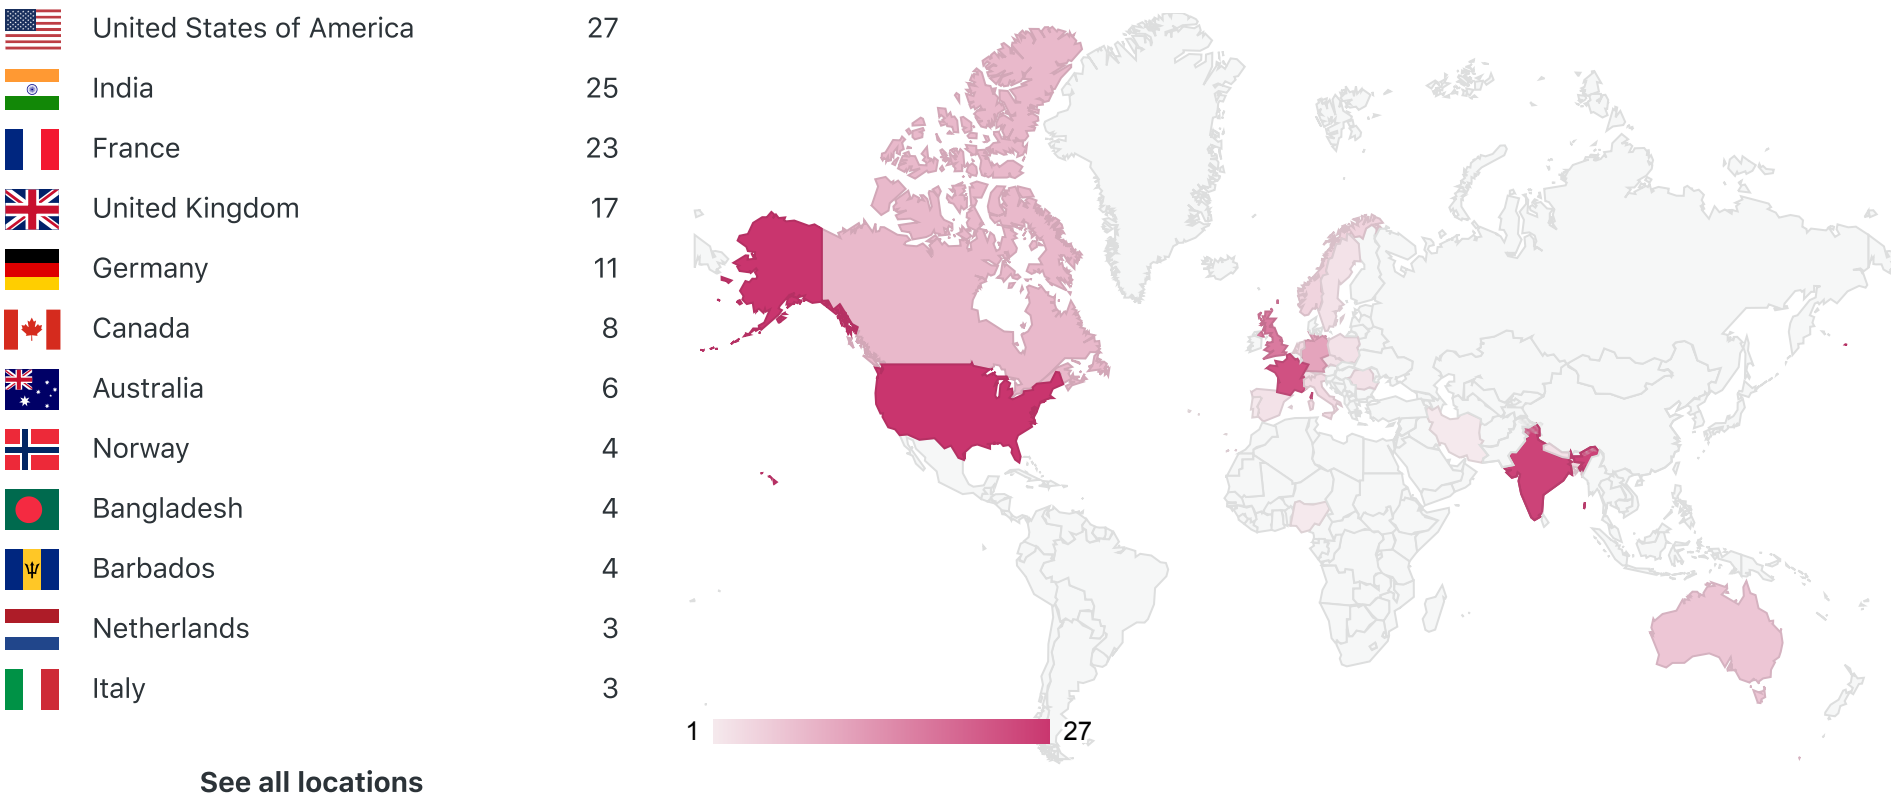 United States of America 27
India 25
France 23
United Kingdom 17
Germany 11
Canada 8
Australia 6
Norway 4
Bangladesh 4
Barbados 4
Netherlands 3
Italy 3
1 27
See all locations